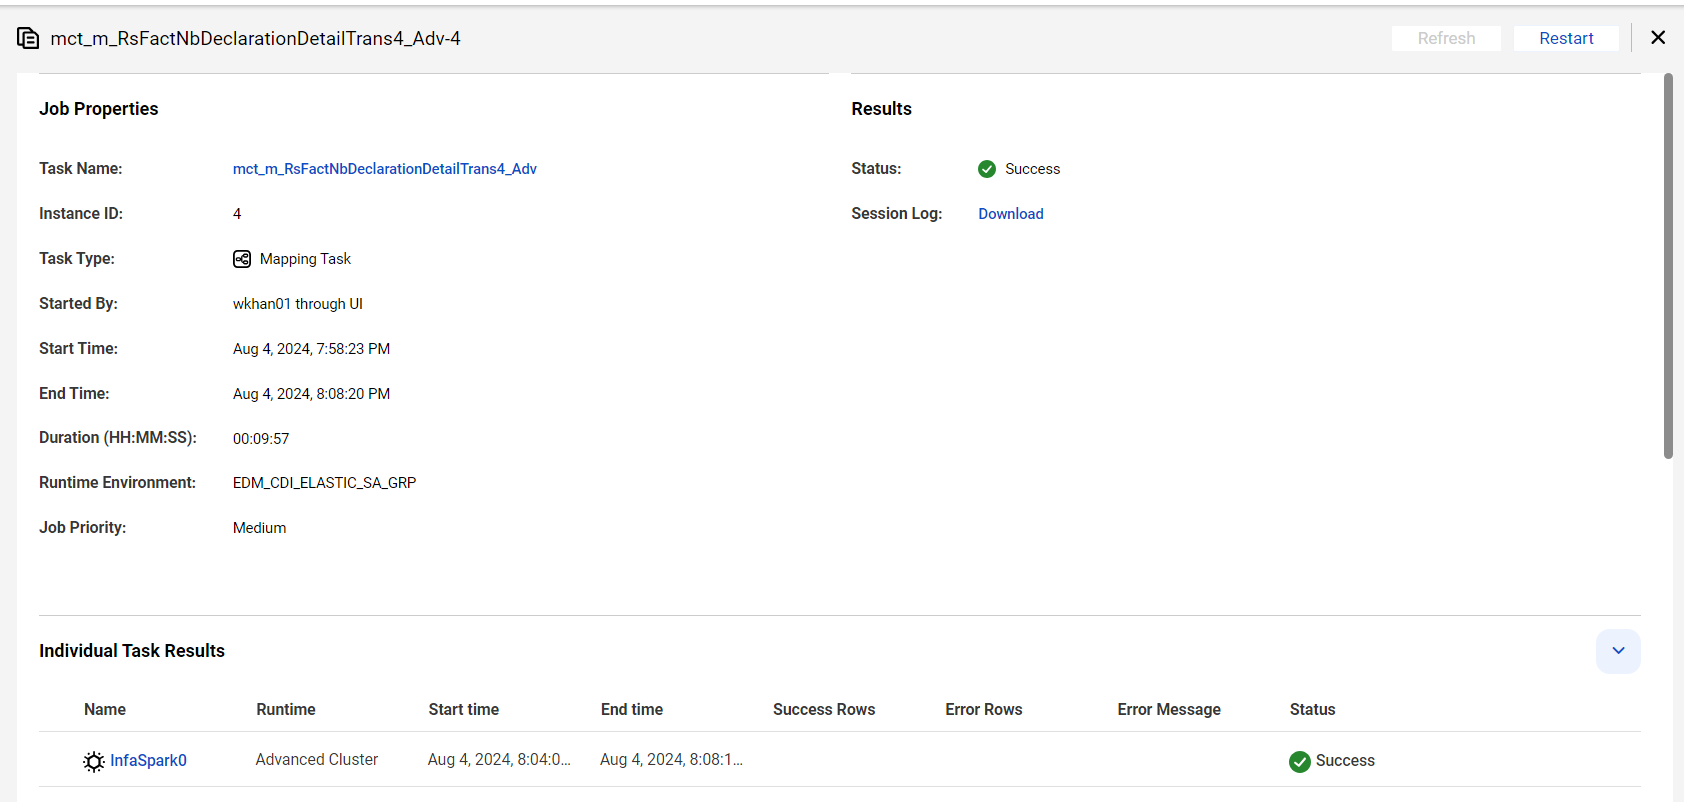 mct_m_RsFactNbDeclarationDetailTrans4_Adv-4
Refresh
Restart
Job Properties
Task Name: mct_m_RsFactNbDeclarationDetailTrans4_Adv
Instance ID: 4
Task Type: Mapping Task
Started By: wkhan01 through UI
Start Time: Aug 4, 2024, 7:58:23 PM
End Time: Aug 4, 2024, 8:08:20 PM
Duration (HH:MM:SS): 00:09:57
Runtime Environment: EDM_CDI_ELASTIC_SA_GRP
Job Priority: Medium
Results
Status: Success
Session Log: Download
Individual Task Results
Name Runtime Start time End time Success Rows Error Rows Error Message Status
InfaSpark0 Advanced Cluster Aug 4, 2024, 8:04:0... Aug 4, 2024, 8:08:1... Success